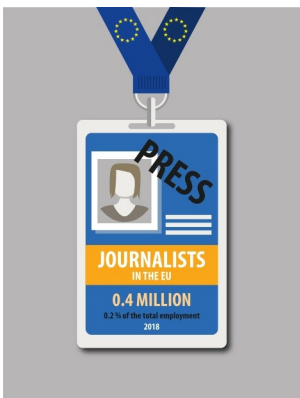 PRESS
JOURNALISTS
IN THE EU
0.4 MILLION
0.2 % of the total employment
2018